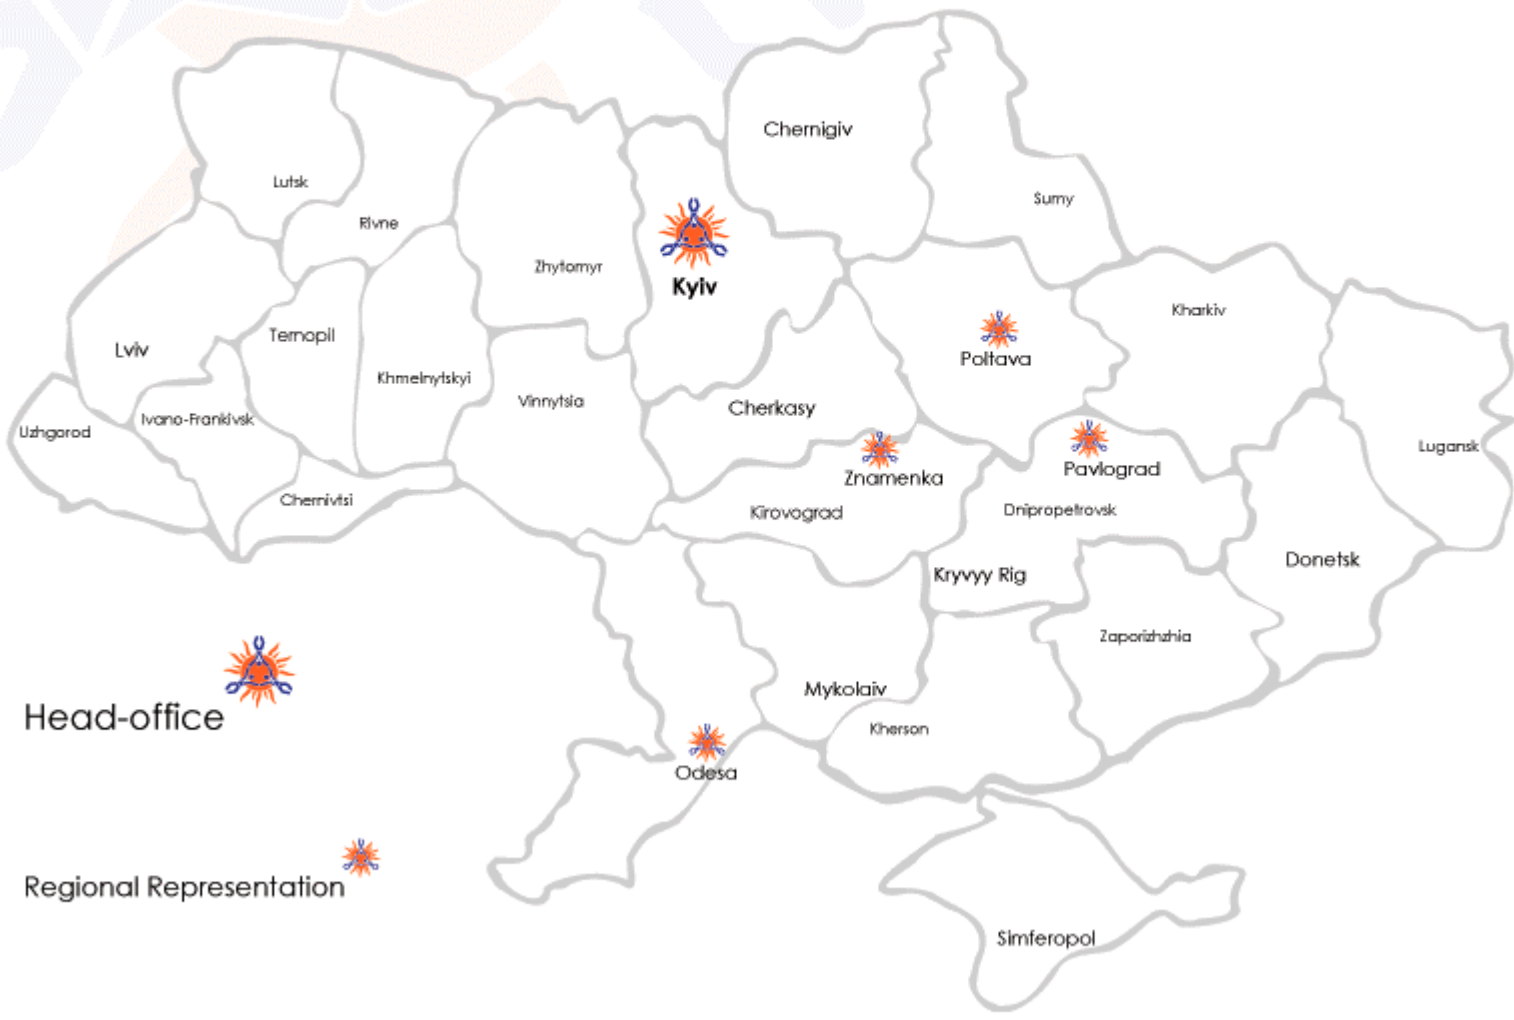 Chernigiv
Lutsk
Sumy
Rivne
Zhytomyr
Kyiv
Kharkiv
Ternopil
Lviv
Poltava
Khmelnytskyi
Vinnytsia
Cherkasy
Ivano-Frankivsk
Uzhgorod
Lugansk
Pavlograd
Znamenka
Chernivtsi
Kirovograd
Dnipropetrovsk
Donetsk
Kryvyy Rig
Zaporizhzhia
Mykolaiv
Head-office
Kherson
Odesa
Regional Representation
Simferopol